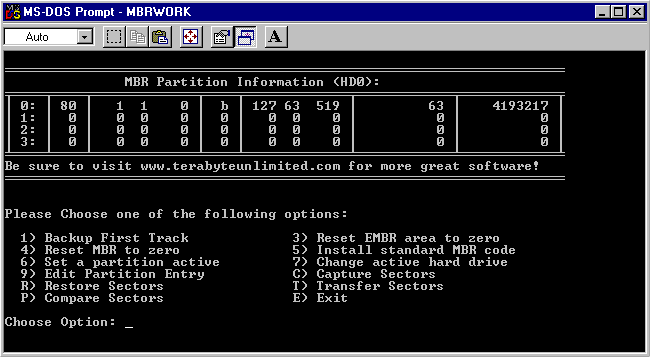 MS-DOS Prompt - MBRWORK
Auto
A
MBR Partition Information (HD0):
0: 80 1 1 0 b 127 63 519 63 4193217
1: 0 0 0 0 0 0 0 0 0 0
2: 0 0 0 0 0 0 0 0 0 0
3: 0 0 0 0 0 0 0 0 0 0
Be sure to visit www.terabyteunlimited.com for more great software!
Please Choose one of the following options:
1) Backup First Track 3) Reset EMBR area to zero
4) Reset MBR to zero 5) Install standard MBR code
6) Set a partition active 7) Change active hard drive
9) Edit Partition Entry C) Capture Sectors
R) Restore Sectors T) Transfer Sectors
P) Compare Sectors E) Exit
Choose Option: _